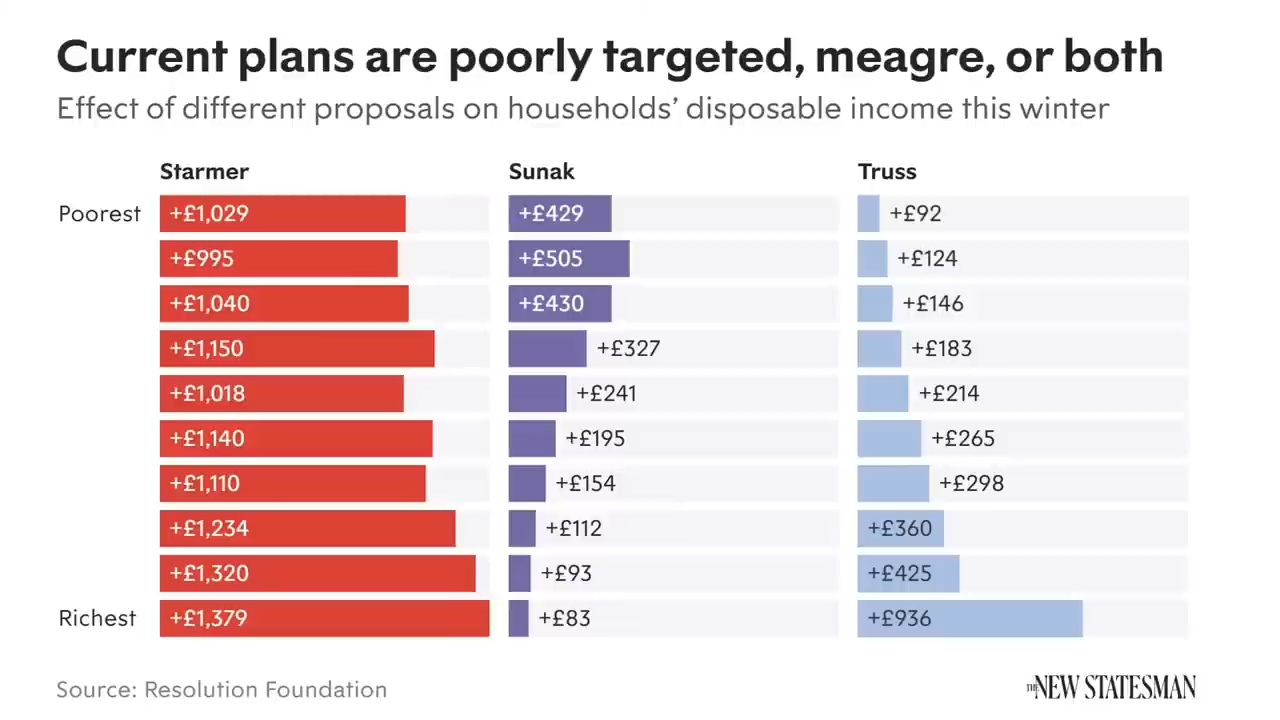 Current plans are poorly targeted, meagre, or both
Effect of different proposals on households’ disposable income this winter
Starmer Sunak Truss
Poorest +£1,029 +£429 +£92
+£995 +£505 +£124
+£1,040 +£430 +£146
+£1,150 +£327 +£183
+£1,018 +£241 +£214
+£1,140 +£195 +£265
+£1,110 +£154 +£298
+£1,234 +£112 +£360
+£1,320 +£93 +£425
Richest +£1,379 +£83 +£936
Source: Resolution Foundation
THE NEW STATESMAN